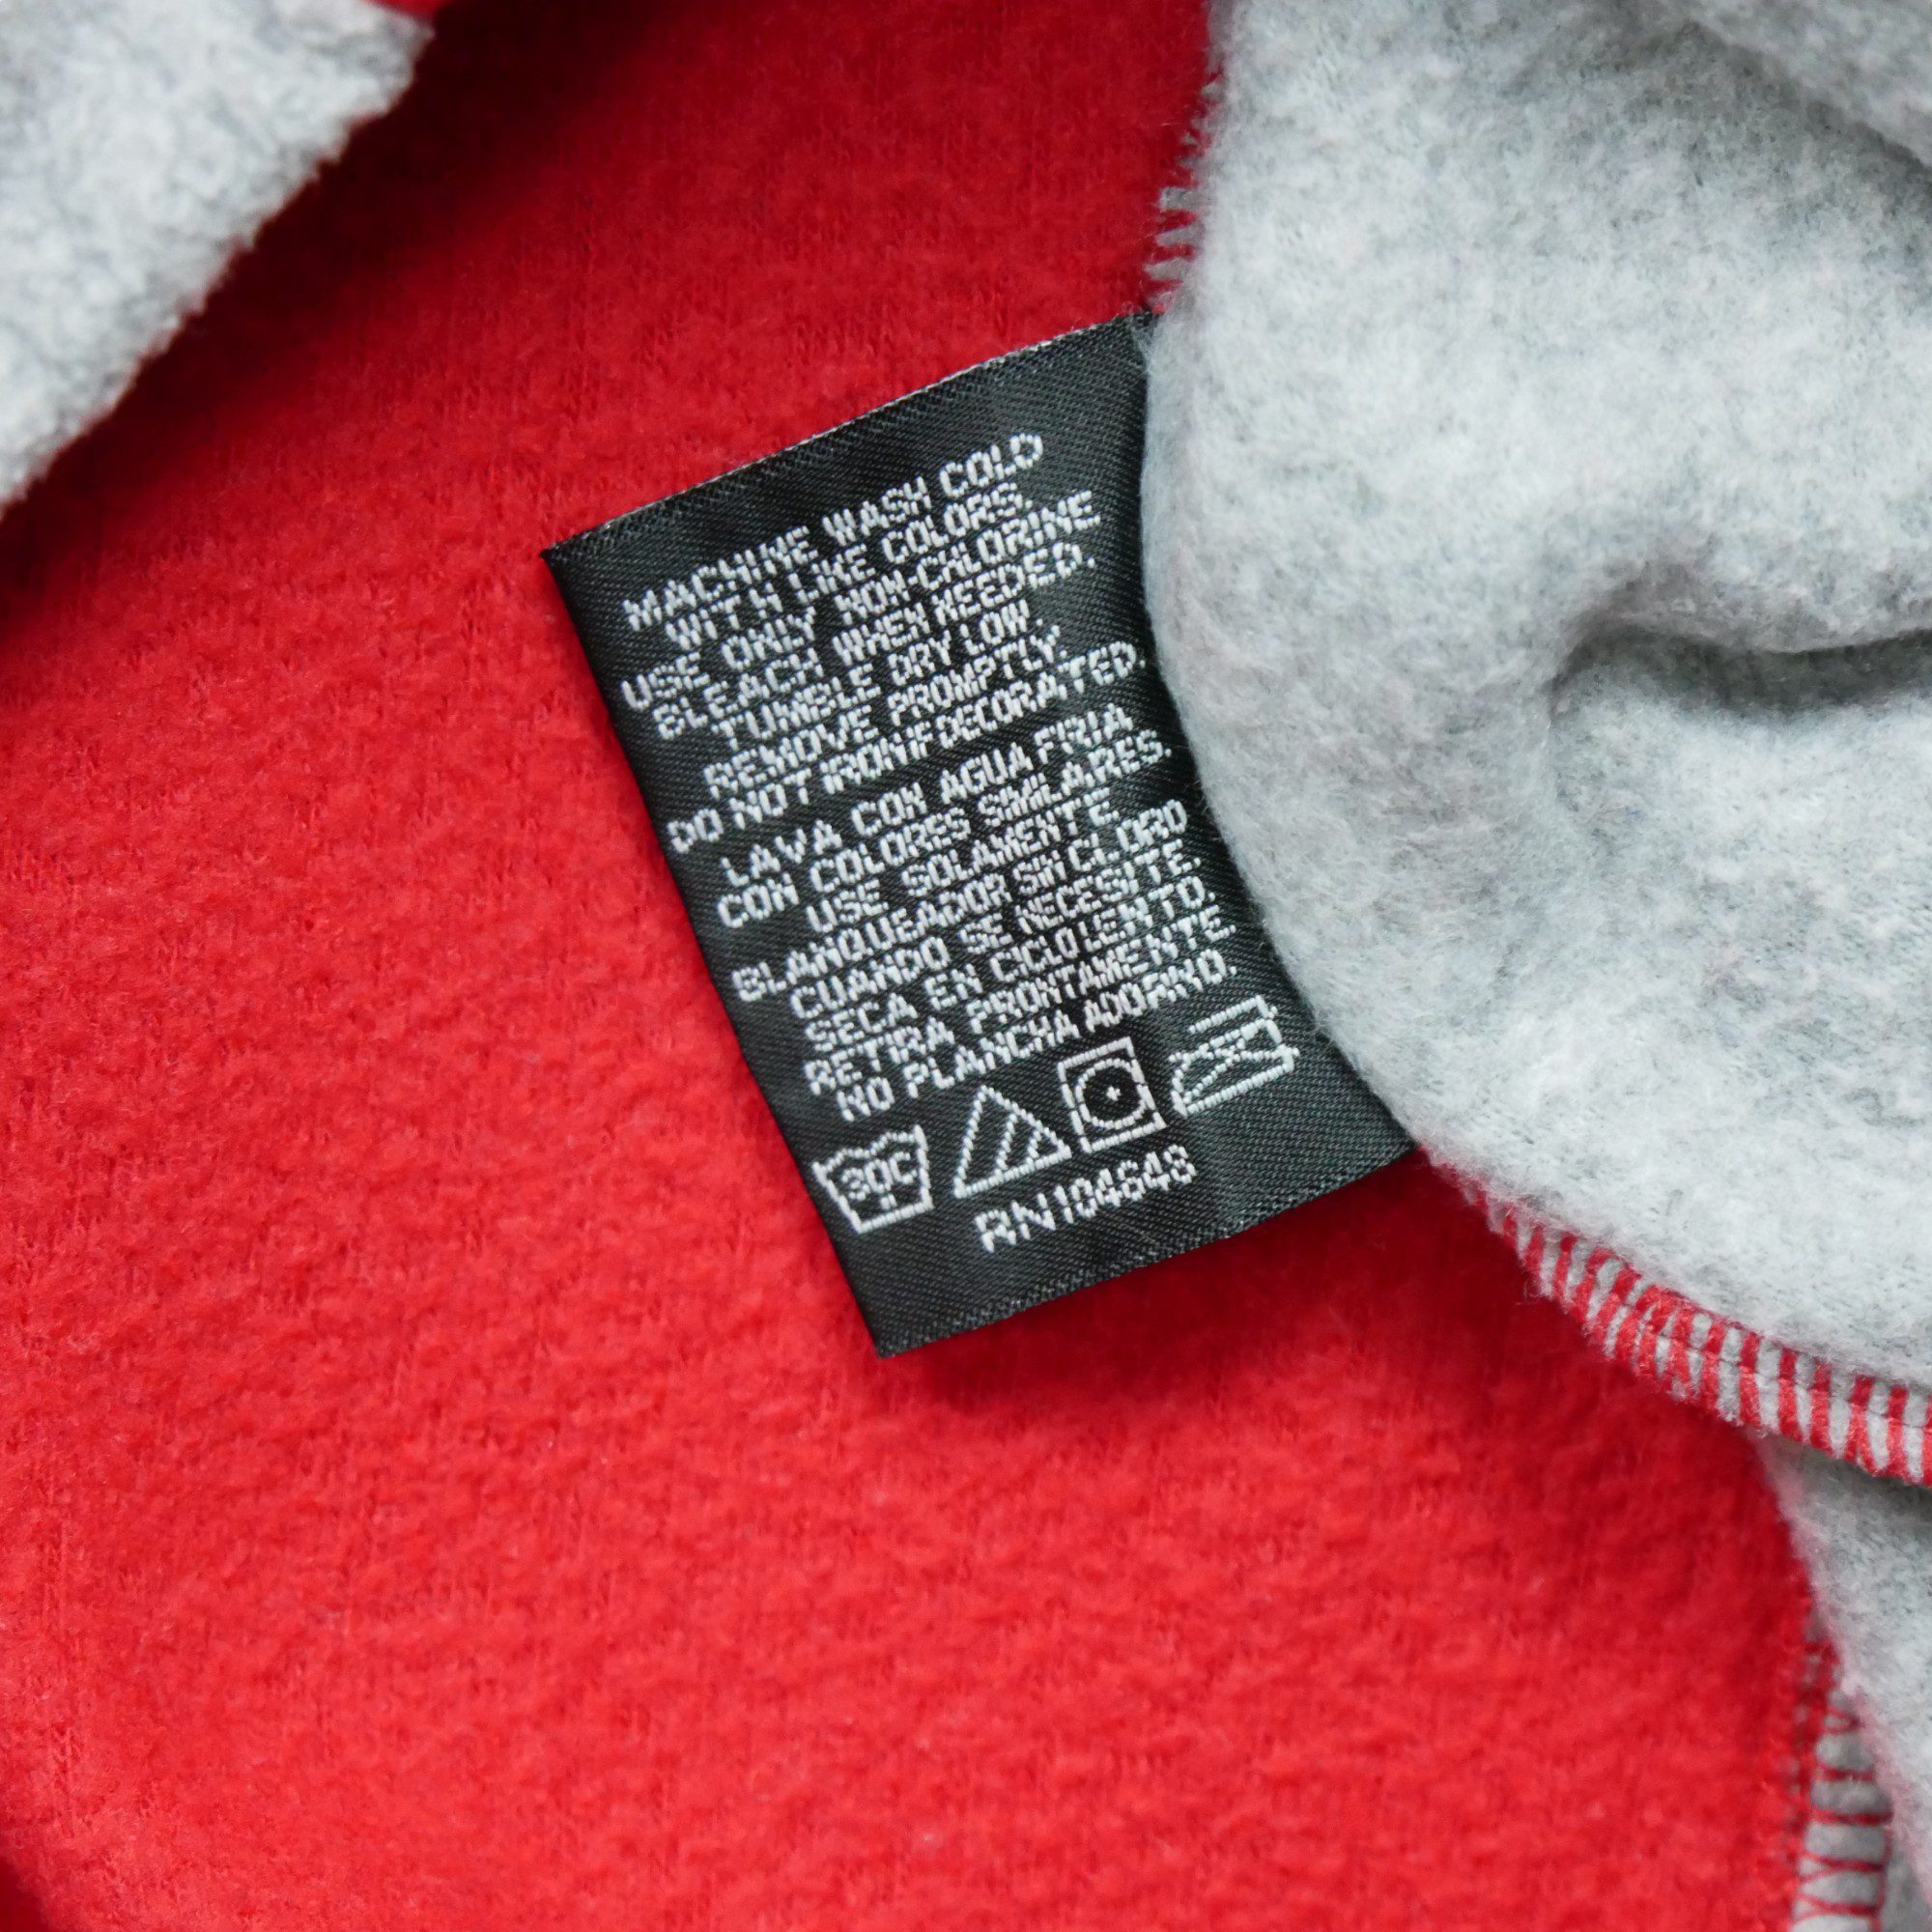 MACHINE WASH COLD
WITH LIKE COLORS.
USE ONLY NON-CHLORINE
BLEACH WHEN NEEDED.
TUMBLE DRY LOW
REMOVE PROMPTLY
DO NOT IRON IF DECORATED.
LAVA CON AGUA FRIA
CON COLORES SIMILARES.
USE SOLAMENTE
BLANQUEADOR SIN CLORO
CUANDO SE NECESITE.
SECA EN CICLO LENTO.
RETIRA PRONTAMENTE
NO PLANCHA ADORNO.
30C
RN104648